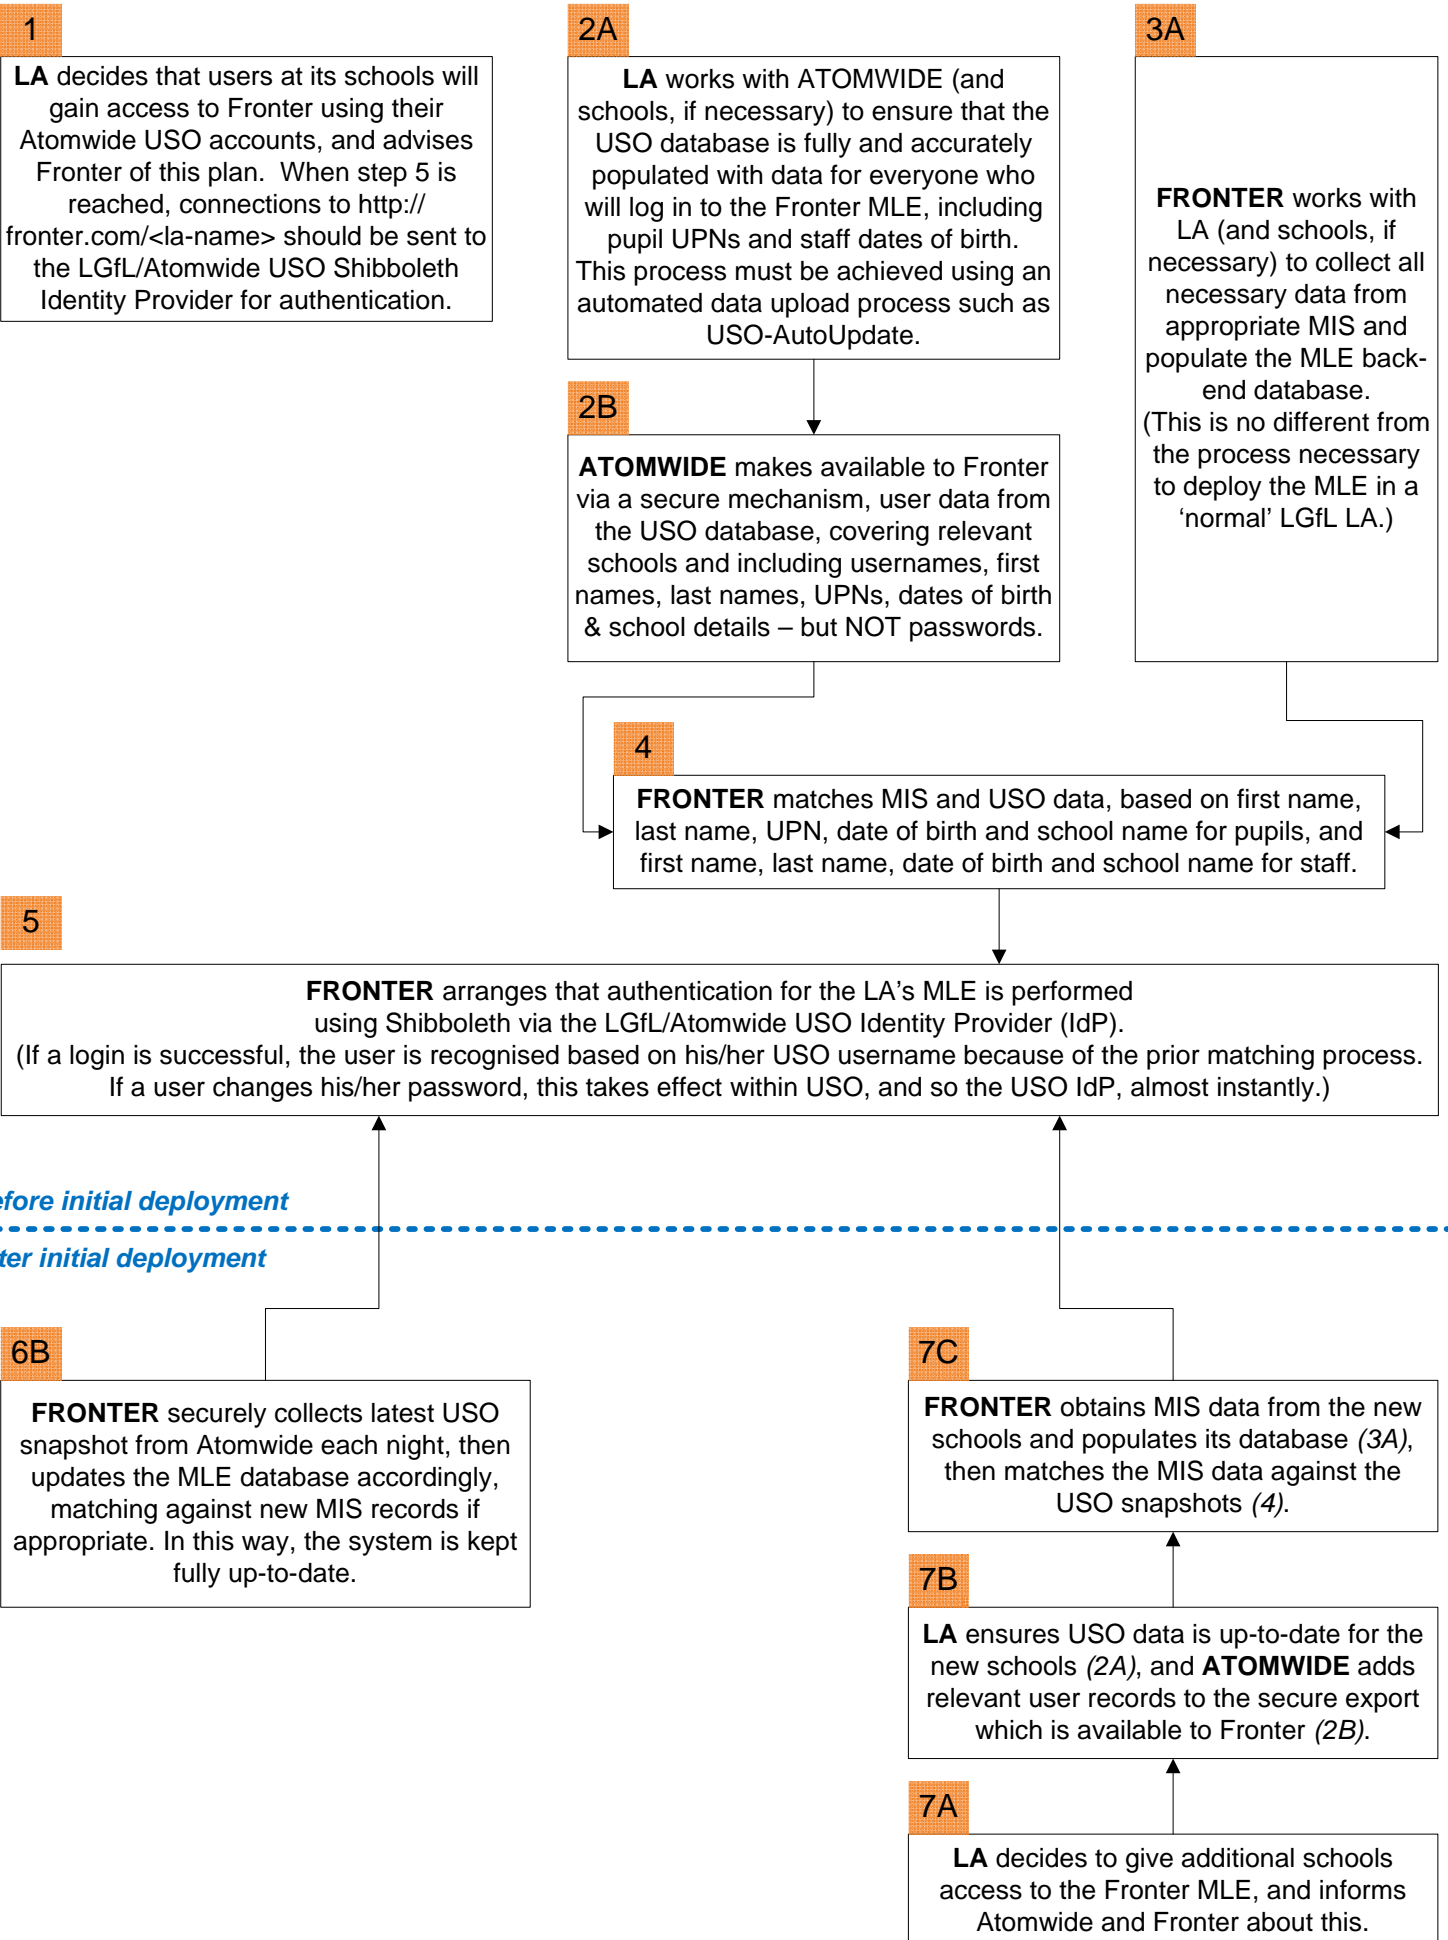 1
LA decides that users at its schools will
gain access to Fronter using their
Atomwide USO accounts, and advises
Fronter of this plan.  When step 5 is
reached, connections to http://
fronter.com/<la-name> should be sent to
the LGfL/Atomwide USO Shibboleth
Identity Provider for authentication.
2A
LA works with ATOMWIDE (and
schools, if necessary) to ensure that the
USO database is fully and accurately
populated with data for everyone who
will log in to the Fronter MLE, including
pupil UPNs and staff dates of birth.
This process must be achieved using an
automated data upload process such as
USO-AutoUpdate.
3A
FRONTER works with
LA (and schools, if
necessary) to collect all
necessary data from
appropriate MIS and
populate the MLE back-
end database.
(This is no different from
the process necessary
to deploy the MLE in a
‘normal’ LGfL LA.)
2B
ATOMWIDE makes available to Fronter
via a secure mechanism, user data from
the USO database, covering relevant
schools and including usernames, first
names, last names, UPNs, dates of birth
& school details – but NOT passwords.
4
FRONTER matches MIS and USO data, based on first name,
last name, UPN, date of birth and school name for pupils, and
first name, last name, date of birth and school name for staff.
5
FRONTER arranges that authentication for the LA’s MLE is performed
using Shibboleth via the LGfL/Atomwide USO Identity Provider (IdP).
(If a login is successful, the user is recognised based on his/her USO username because of the prior matching process.
If a user changes his/her password, this takes effect within USO, and so the USO IdP, almost instantly.)
efore initial deployment
ter initial deployment
6B
FRONTER securely collects latest USO
snapshot from Atomwide each night, then
updates the MLE database accordingly,
matching against new MIS records if
appropriate. In this way, the system is kept
fully up-to-date.
7C
FRONTER obtains MIS data from the new
schools and populates its database (3A),
then matches the MIS data against the
USO snapshots (4).
7B
LA ensures USO data is up-to-date for the
new schools (2A), and ATOMWIDE adds
relevant user records to the secure export
which is available to Fronter (2B).
7A
LA decides to give additional schools
access to the Fronter MLE, and informs
Atomwide and Fronter about this.